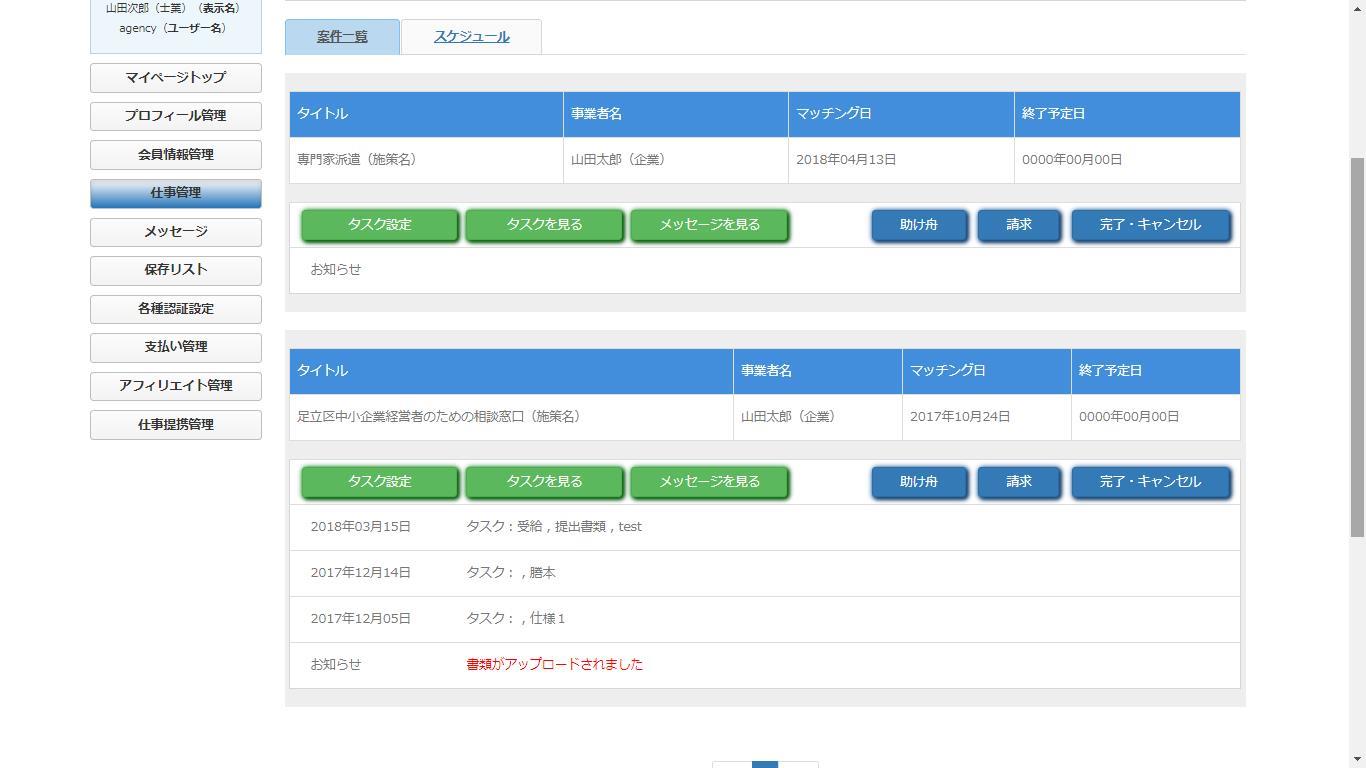 山田次郎（士業）（表示名）
agency（ユーザー名）
マイページトップ
プロフィール管理
会員情報管理
仕事管理
メッセージ
保存リスト
各種認証設定
支払い管理
アフィリエイト管理
仕事提携管理
案件一覧 スケジュール
タイトル 事業者名 マッチング日 終了予定日
専門家派遣（施策名） 山田太郎（企業） 2018年04月13日 0000年00月00日
タスク設定 タスクを見る メッセージを見る 助け舟 請求 完了・キャンセル
お知らせ
タイトル 事業者名 マッチング日 終了予定日
足立区中小企業経営者のための相談窓口（施策名） 山田太郎（企業） 2017年10月24日 0000年00月00日
タスク設定 タスクを見る メッセージを見る 助け舟 請求 完了・キャンセル
2018年03月15日 タスク：受給 , 提出書類 , test
2017年12月14日 タスク： , 謄本
2017年12月05日 タスク： , 仕様１
お知らせ 書類がアップロードされました